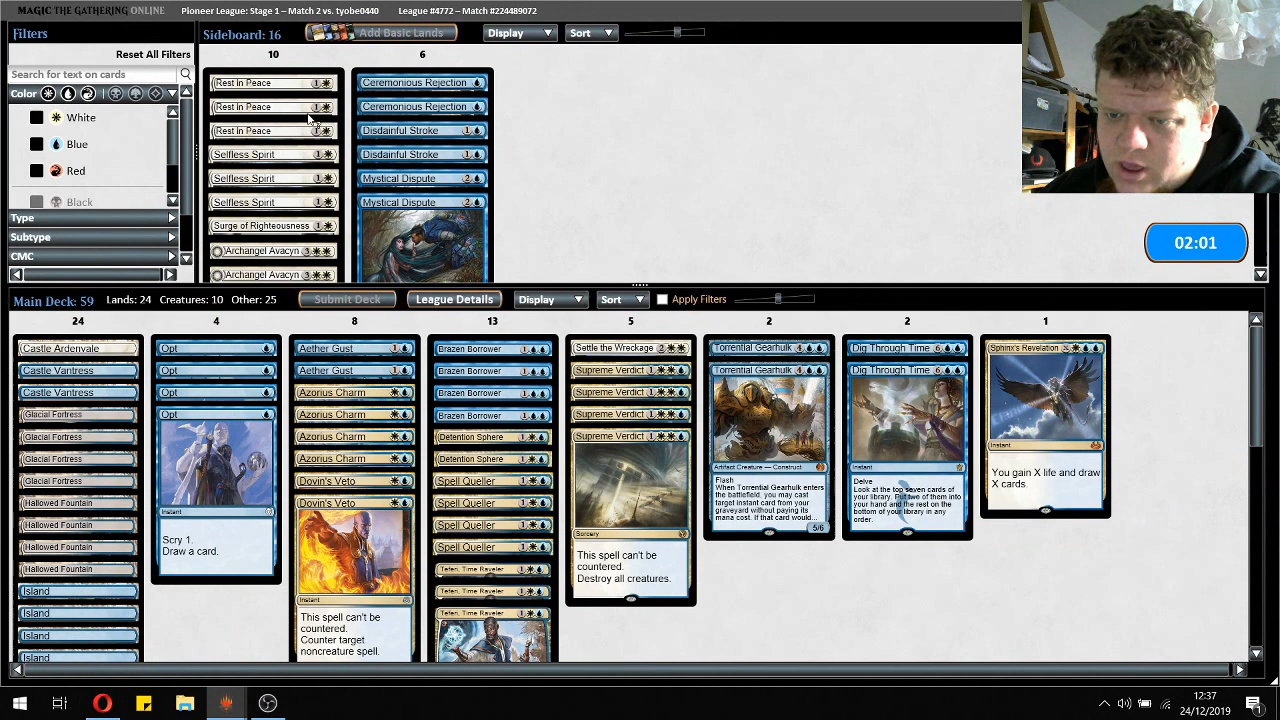 MAGIC THE GATHERING ONLINE Pioneer League: Stage 1 – Match 2 vs. tyobe0440 League #4772 – Match #224489072
Filters
Reset All Filters
Search for text on cards
Color
White
Blue
Red
Black
Type
Subtype
CMC
Sideboard: 16 Add Basic Lands Display Sort
10 6
Rest in Peace
Rest in Peace
Rest in Peace
Selfless Spirit
Selfless Spirit
Selfless Spirit
Surge of Righteousness
Archangel Avacyn
Archangel Avacyn
Ceremonious Rejection
Ceremonious Rejection
Disdainful Stroke
Disdainful Stroke
Mystical Dispute
Mystical Dispute
02:01
Main Deck: 59 Lands: 24 Creatures: 10 Other: 25 Submit Deck League Details Display Sort Apply Filters
24 4 8 13 5 2 2 1
Castle Ardenvale
Castle Vantress
Castle Vantress
Glacial Fortress
Glacial Fortress
Glacial Fortress
Glacial Fortress
Hallowed Fountain
Hallowed Fountain
Hallowed Fountain
Hallowed Fountain
Island
Island
Island
Island
Opt
Opt
Opt
Opt
Instant
Scry 1.
Draw a card.
Aether Gust
Aether Gust
Azorius Charm
Azorius Charm
Azorius Charm
Azorius Charm
Dovin's Veto
Dovin's Veto
Instant
This spell can't be
countered.
Counter target
noncreature spell.
Brazen Borrower
Brazen Borrower
Brazen Borrower
Brazen Borrower
Detention Sphere
Detention Sphere
Spell Queller
Spell Queller
Spell Queller
Spell Queller
Teferi, Time Raveler
Teferi, Time Raveler
Teferi, Time Raveler
Settle the Wreckage
Supreme Verdict
Supreme Verdict
Supreme Verdict
Supreme Verdict
Sorcery
This spell can't be
countered.
Destroy all creatures.
Torrential Gearhulk
Torrential Gearhulk
Artifact Creature — Construct
Flash
When Torrential Gearhulk enters
the battlefield, you may cast
target instant card from your
graveyard without paying its
mana cost. If that card would...
5/6
Dig Through Time
Dig Through Time
Instant
Delve
Look at the top seven cards of
your library. Put two of them into
your hand and the rest on the
bottom of your library in any
order.
Sphinx's Revelation
Instant
You gain X life and draw
X cards.
12:37
24/12/2019